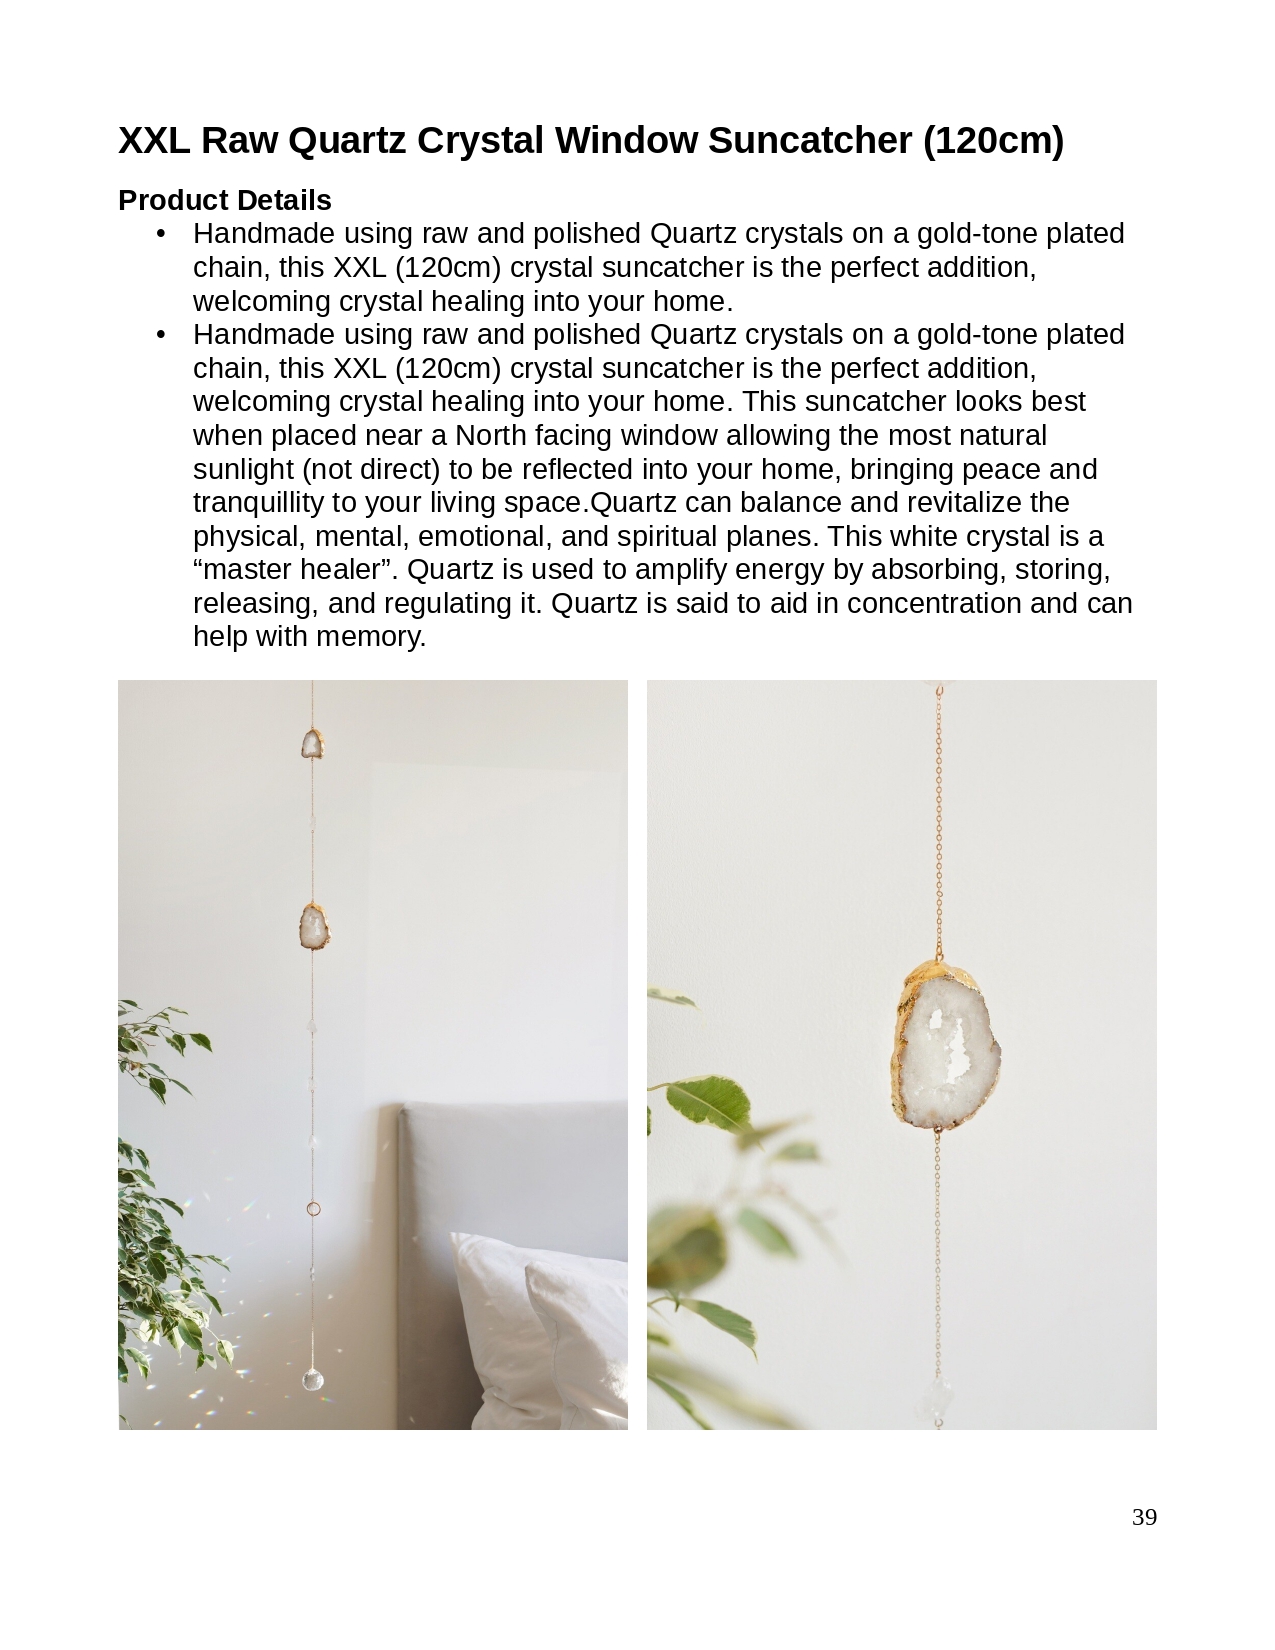 XXL Raw Quartz Crystal Window Suncatcher (120cm)
Product Details
• Handmade using raw and polished Quartz crystals on a gold-tone plated
chain, this XXL (120cm) crystal suncatcher is the perfect addition,
welcoming crystal healing into your home.
• Handmade using raw and polished Quartz crystals on a gold-tone plated
chain, this XXL (120cm) crystal suncatcher is the perfect addition,
welcoming crystal healing into your home. This suncatcher looks best
when placed near a North facing window allowing the most natural
sunlight (not direct) to be reflected into your home, bringing peace and
tranquillity to your living space.Quartz can balance and revitalize the
physical, mental, emotional, and spiritual planes. This white crystal is a
“master healer”. Quartz is used to amplify energy by absorbing, storing,
releasing, and regulating it. Quartz is said to aid in concentration and can
help with memory.
39